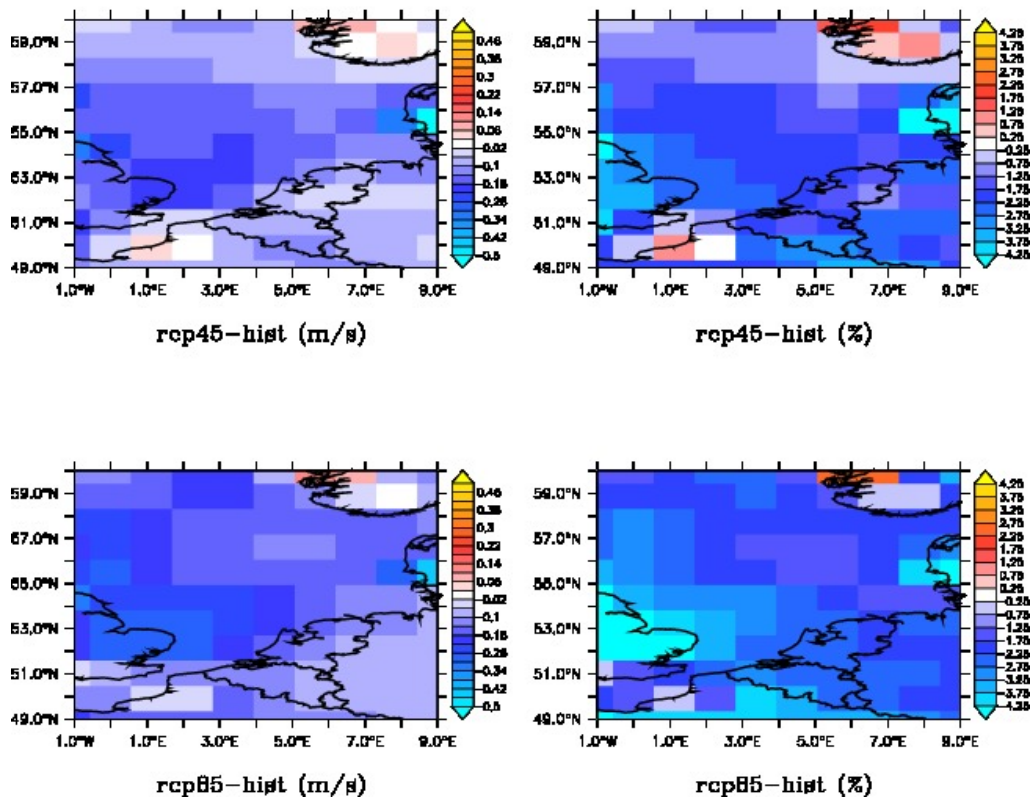 59.0°N
57.0°N
55.0°N
53.0°N
51.0°N
49.0°N
1.0°W 1.0°E 3.0°E 5.0°E 7.0°E 9.0°E
0.46
0.38
0.3
0.22
0.14
0.06
-0.02
-0.1
-0.18
-0.26
-0.34
-0.42
-0.5
rcp45-hist (m/s)
59.0°N
57.0°N
55.0°N
53.0°N
51.0°N
49.0°N
1.0°W 1.0°E 3.0°E 5.0°E 7.0°E 9.0°E
4.25
3.75
3.25
2.75
2.25
1.75
1.25
0.75
0.25
-0.25
-0.75
-1.25
-1.75
-2.25
-2.75
-3.25
-3.75
-4.25
rcp45-hist (%)
59.0°N
57.0°N
55.0°N
53.0°N
51.0°N
49.0°N
1.0°W 1.0°E 3.0°E 5.0°E 7.0°E 9.0°E
0.46
0.38
0.3
0.22
0.14
0.06
-0.02
-0.1
-0.18
-0.26
-0.34
-0.42
-0.5
rcp85-hist (m/s)
59.0°N
57.0°N
55.0°N
53.0°N
51.0°N
49.0°N
1.0°W 1.0°E 3.0°E 5.0°E 7.0°E 9.0°E
4.25
3.75
3.25
2.75
2.25
1.75
1.25
0.75
0.25
-0.25
-0.75
-1.25
-1.75
-2.25
-2.75
-3.25
-3.75
-4.25
rcp85-hist (%)